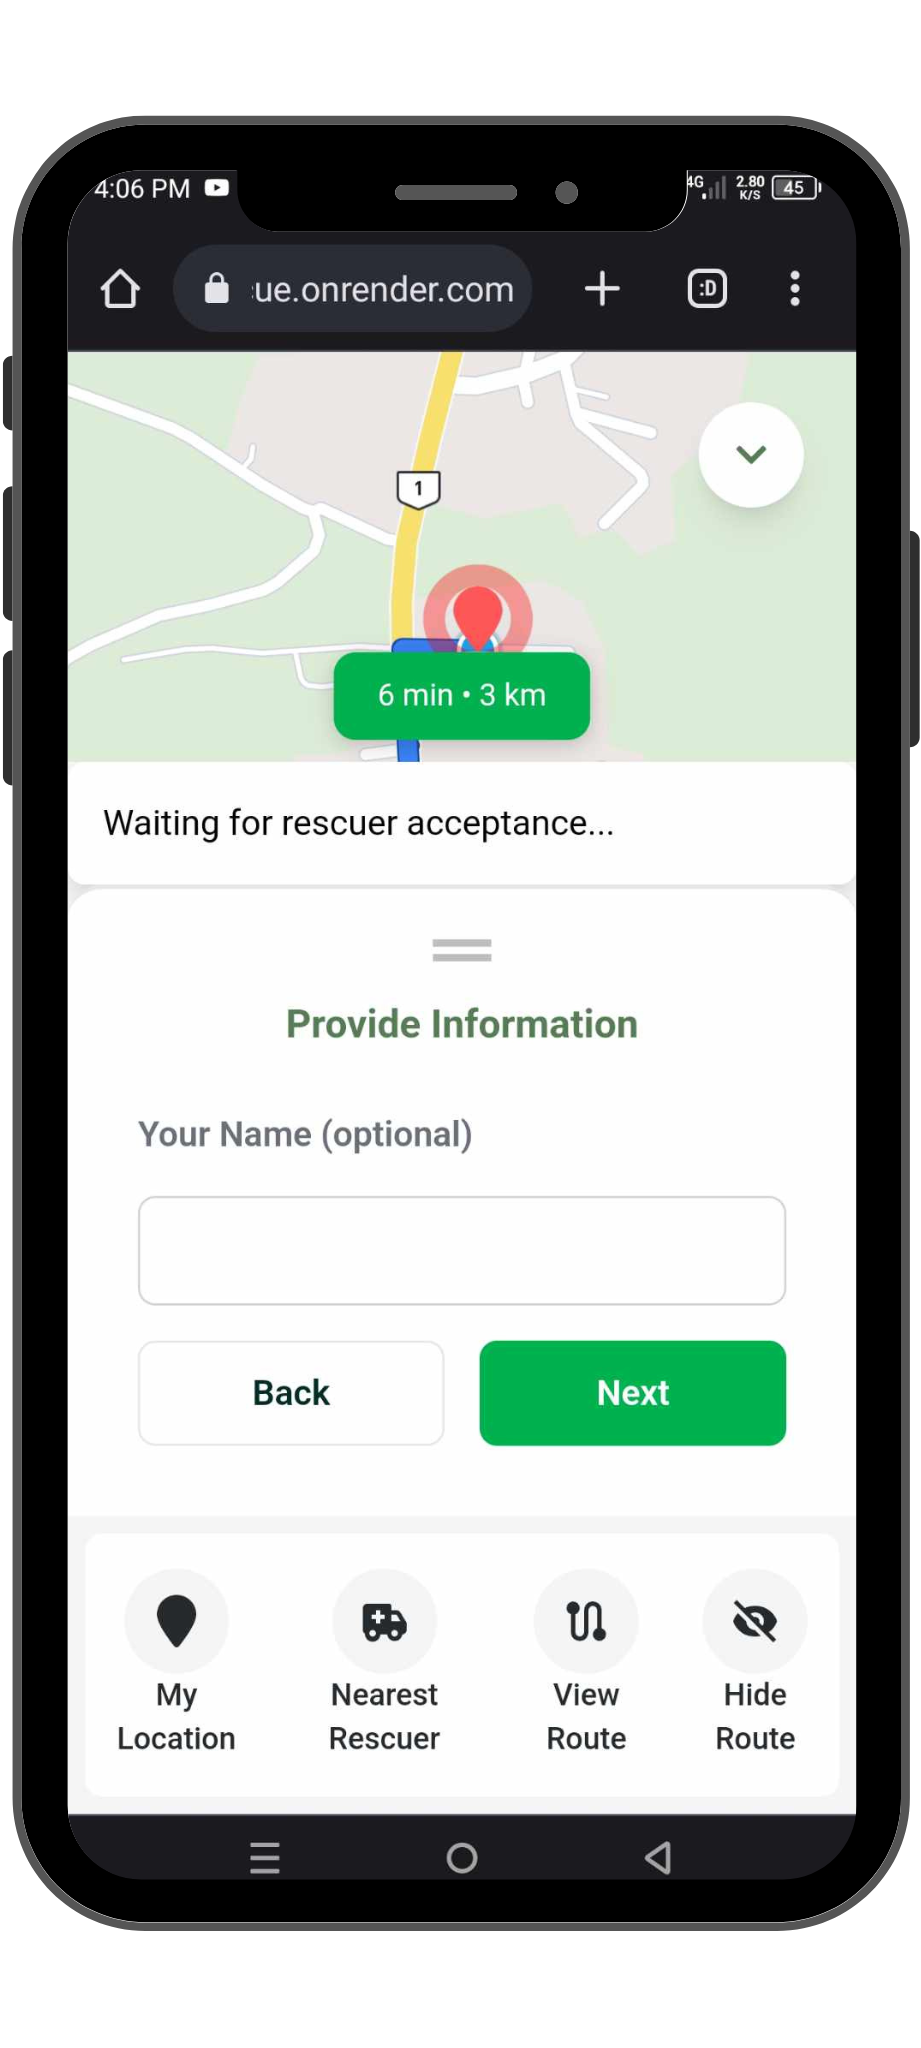 4:06 PM
4G
2.80
K/S
45
ue.onrender.com
:D
1
6 min • 3 km
Waiting for rescuer acceptance...
Provide Information
Your Name (optional)
Back
Next
My
Location
Nearest
Rescuer
View
Route
Hide
Route